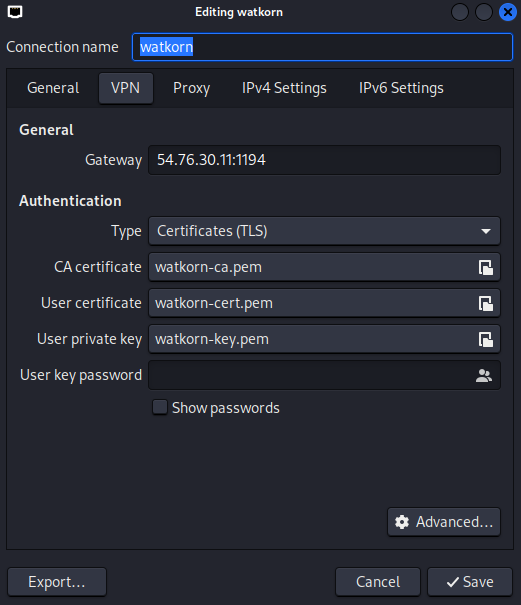 Editing watkorn
Connection name watkorn
General VPN Proxy IPv4 Settings IPv6 Settings
General
Gateway 54.76.30.11:1194
Authentication
Type Certificates (TLS)
CA certificate watkorn-ca.pem
User certificate watkorn-cert.pem
User private key watkorn-key.pem
User key password
Show passwords
Advanced...
Export... Cancel Save